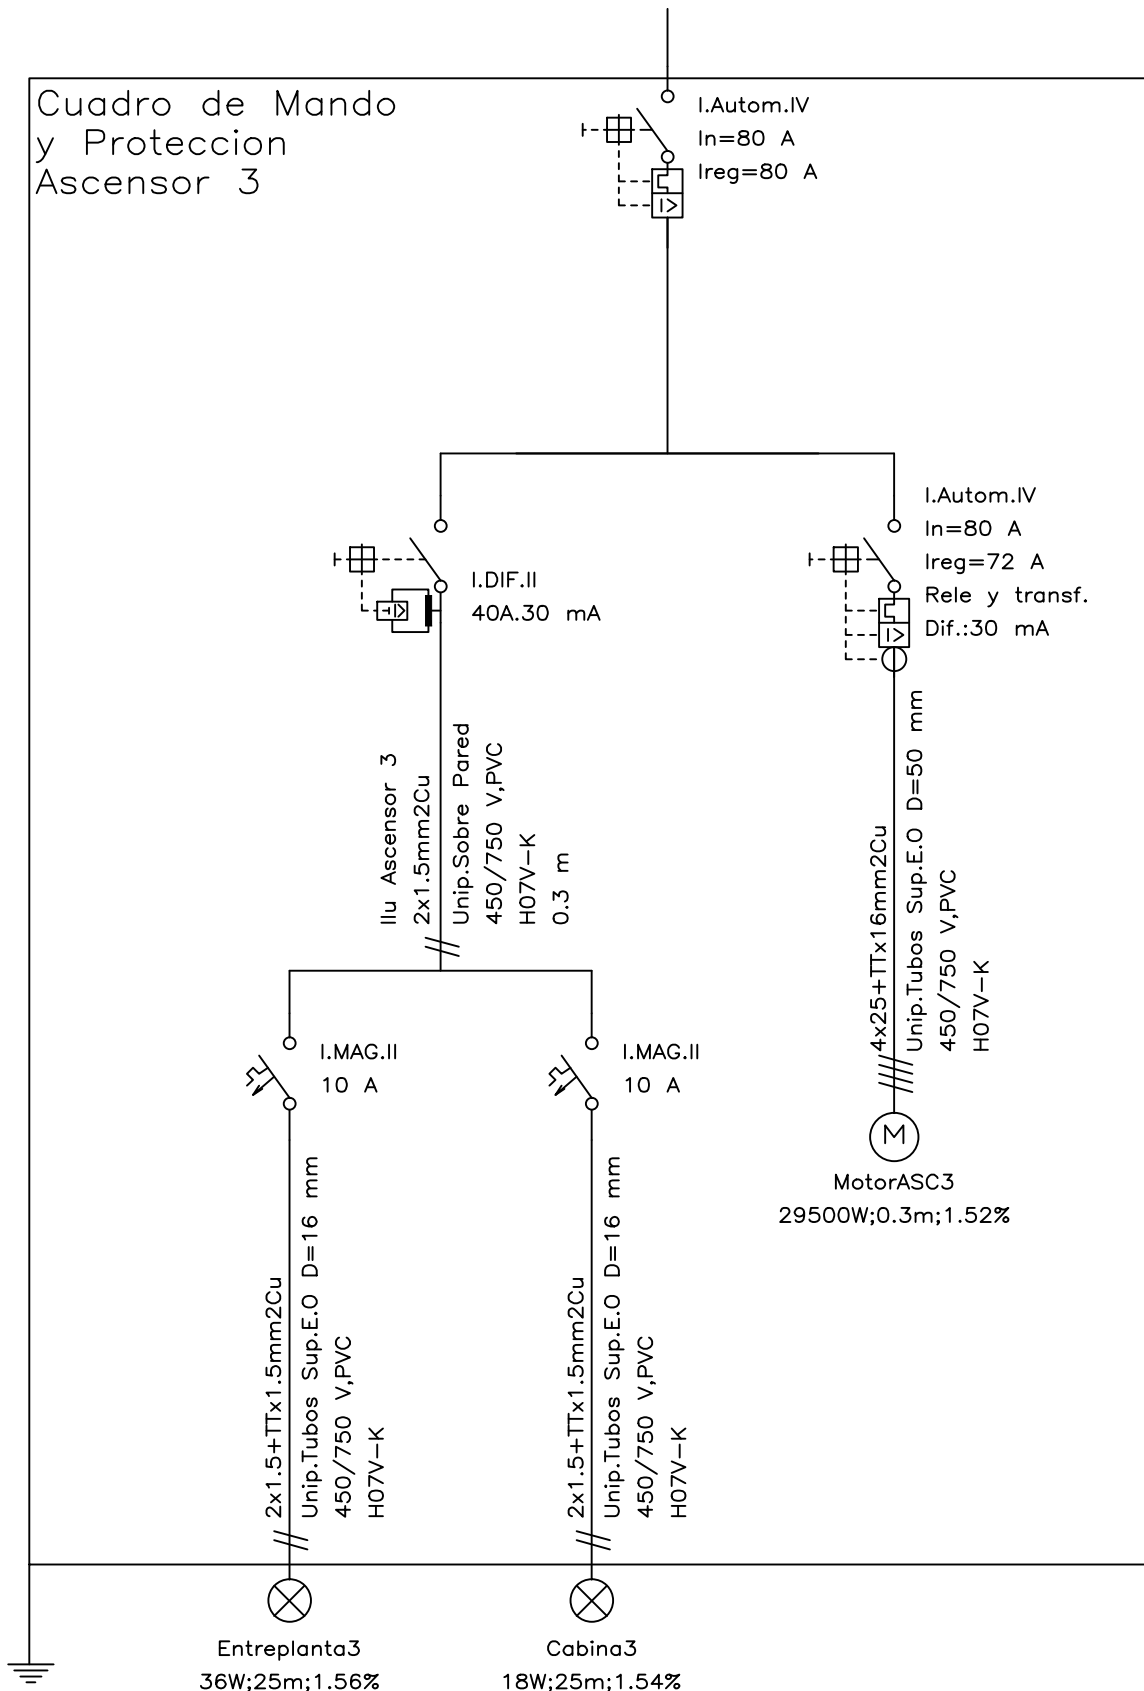 Cuadro de Mando
y Proteccion
Ascensor 3
I.Autom.IV
In=80 A
Ireg=80 A
I.DIF.II
40A.30 mA
I.Autom.IV
In=80 A
Ireg=72 A
Rele y transf.
Dif.:30 mA
Ilu Ascensor 3
2x1.5mm2Cu
Unip.Sobre Pared
450/750 V,PVC
H07V-K
0.3 m
4x25+TTx16mm2Cu
Unip.Tubos Sup.E.O D=50 mm
450/750 V,PVC
H07V-K
I.MAG.II
10 A
I.MAG.II
10 A
M
MotorASC3
29500W;0.3m;1.52%
2x1.5+TTx1.5mm2Cu
Unip.Tubos Sup.E.O D=16 mm
450/750 V,PVC
H07V-K
2x1.5+TTx1.5mm2Cu
Unip.Tubos Sup.E.O D=16 mm
450/750 V,PVC
H07V-K
Entreplanta3
36W;25m;1.56%
Cabina3
18W;25m;1.54%